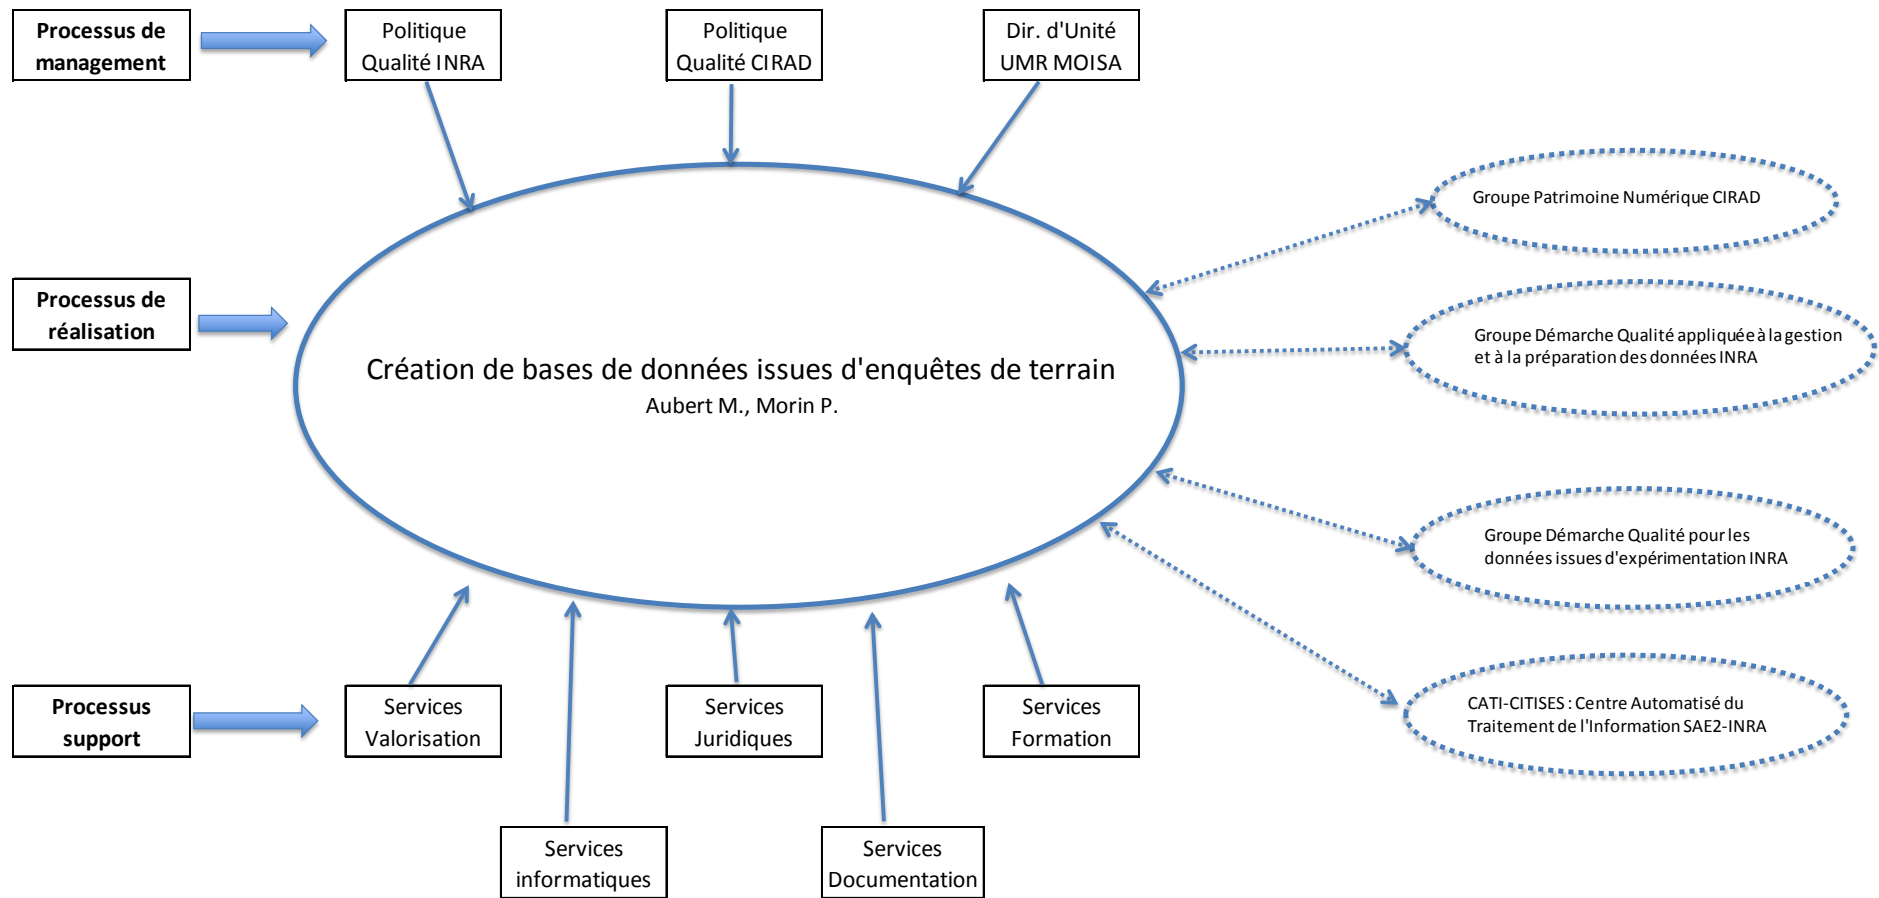 Processus de
management
Politique
Qualité INRA
Politique
Qualité CIRAD
Dir. d'Unité
UMR MOISA
Groupe Patrimoine Numérique CIRAD
Processus de
réalisation
Groupe Démarche Qualité appliquée à la gestion
et à la préparation des données INRA
Création de bases de données issues d'enquêtes de terrain
Aubert M., Morin P.
Groupe Démarche Qualité pour les
données issues d'expérimentation INRA
Processus
support
Services
Valorisation
Services
Juridiques
Services
Formation
CATI-CITISES : Centre Automatisé du
Traitement de l'Information SAE2-INRA
Services
informatiques
Services
Documentation